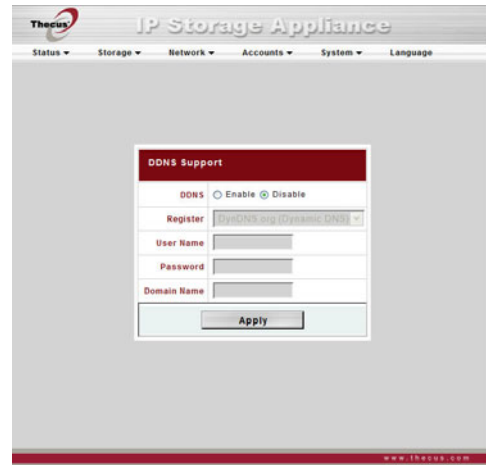 Thecus
IP Storage Appliance
Status Storage Network Accounts System Language
DDNS Support
DDNS Enable Disable
Register DynDNS.org (Dynamic DNS)
User Name
Password
Domain Name
Apply
www.thecus.com